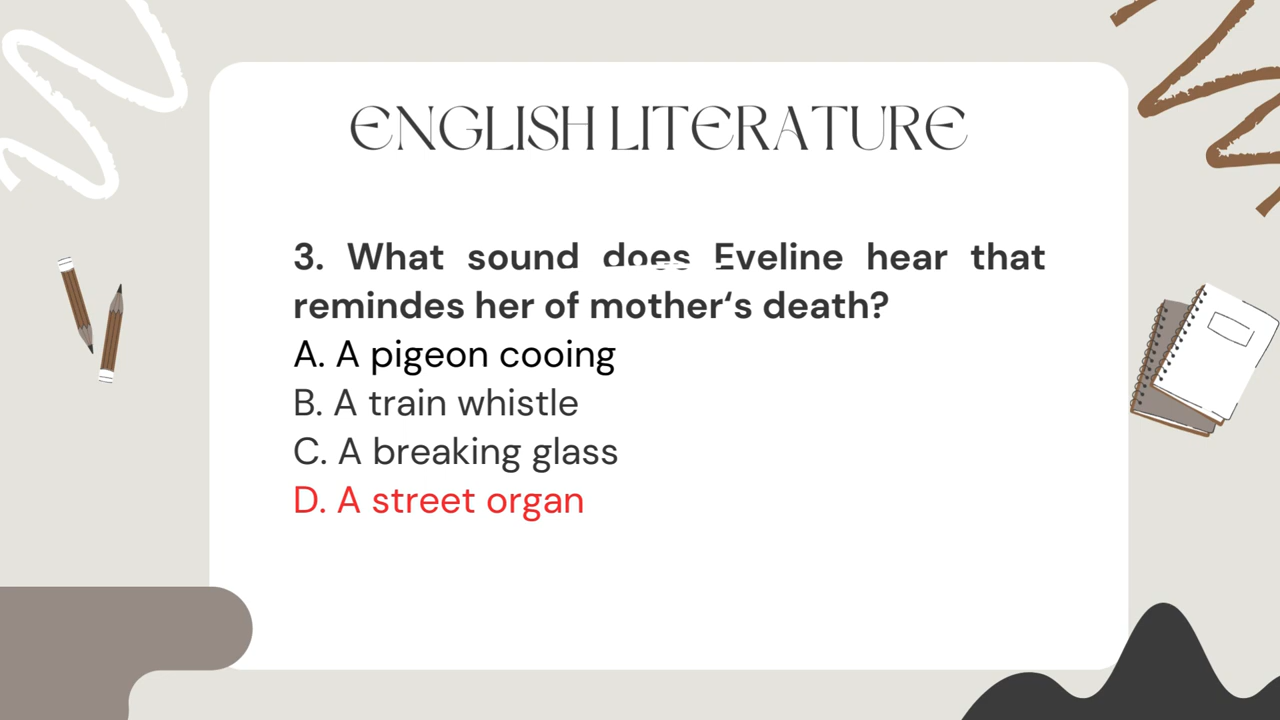 ENGLISH LITERATURE
3. What sound does Eveline hear that
remindes her of mother‘s death?
A. A pigeon cooing
B. A train whistle
C. A breaking glass
D. A street organ